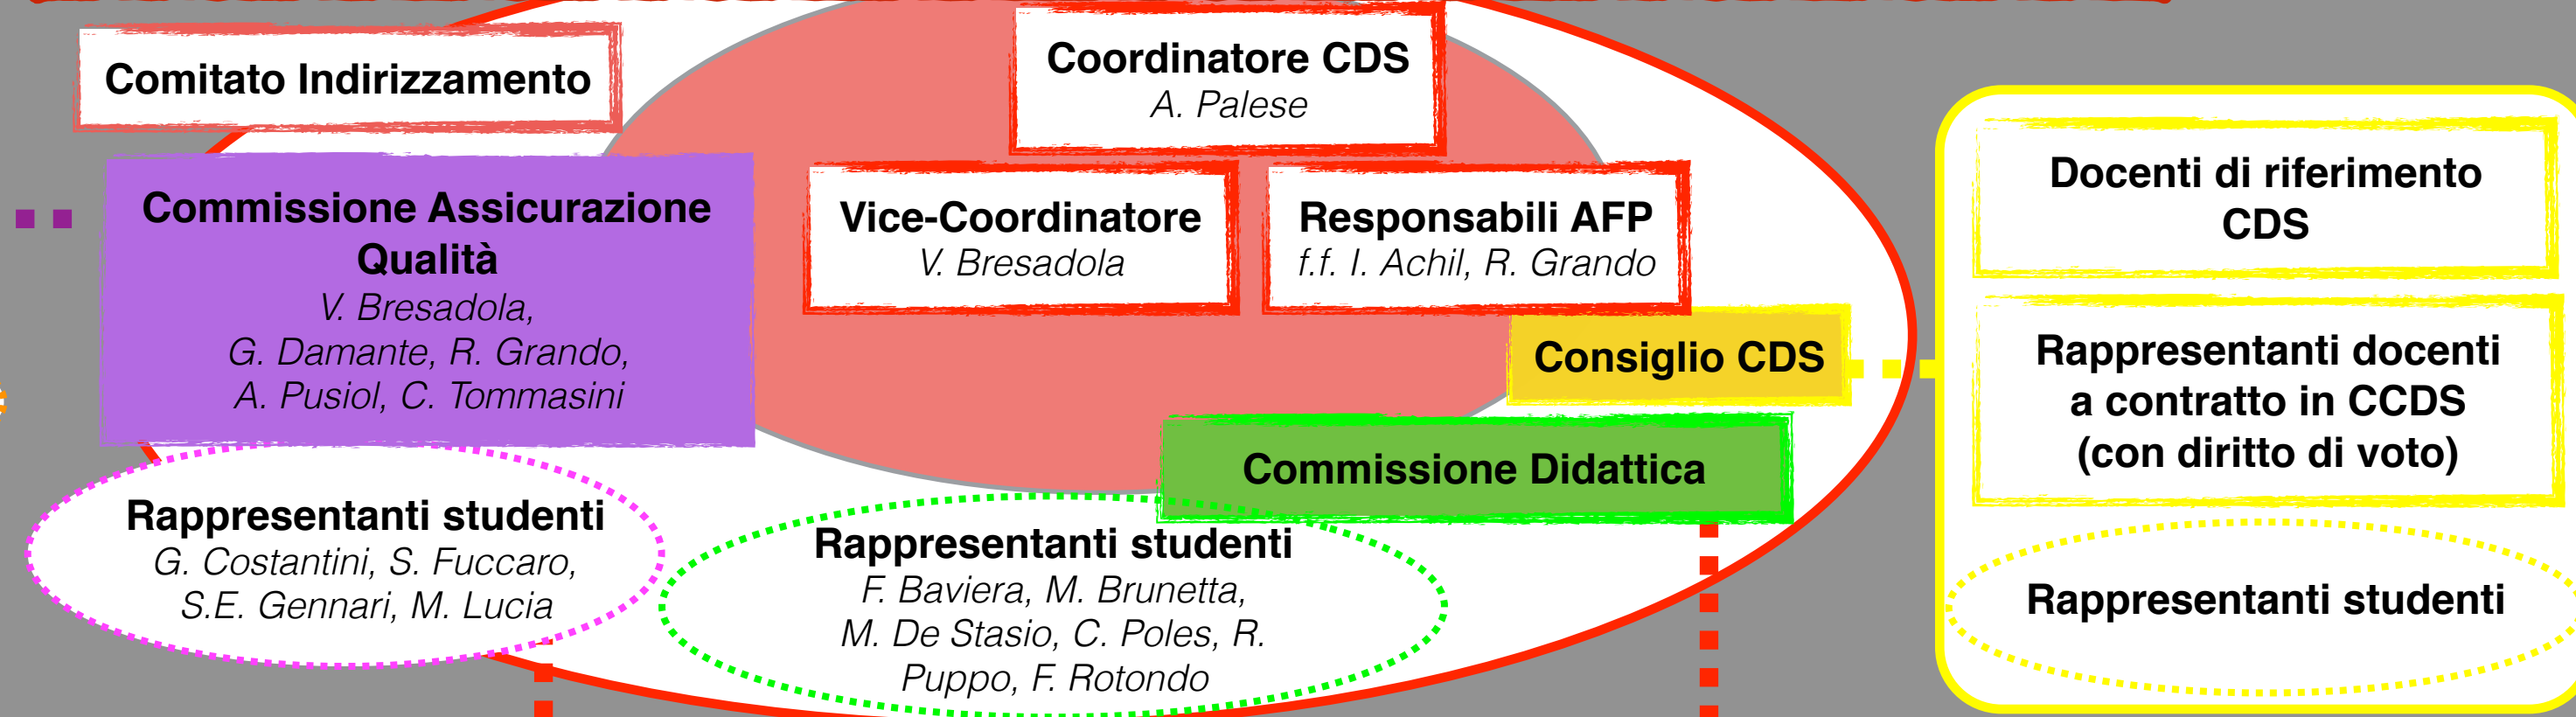 Comitato Indirizzamento
Coordinatore CDS
A. Palese
Commissione Assicurazione
Qualità
V. Bresadola,
G. Damante, R. Grando,
A. Pusiol, C. Tommasini
Vice-Coordinatore
V. Bresadola
Responsabili AFP
f.f. I. Achil, R. Grando
Consiglio CDS
Commissione Didattica
Rappresentanti studenti
G. Costantini, S. Fuccaro,
S.E. Gennari, M. Lucia
Rappresentanti studenti
F. Baviera, M. Brunetta,
M. De Stasio, C. Poles, R.
Puppo, F. Rotondo
Docenti di riferimento
CDS
Rappresentanti docenti
a contratto in CCDS
(con diritto di voto)
Rappresentanti studenti